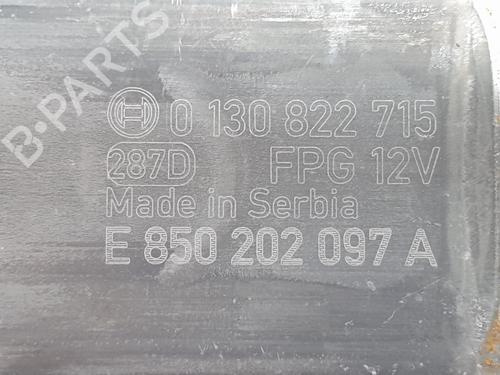 B-PARTS
0 130 822 715
287D FPG 12V
Made in Serbia
E 850 202 097 A